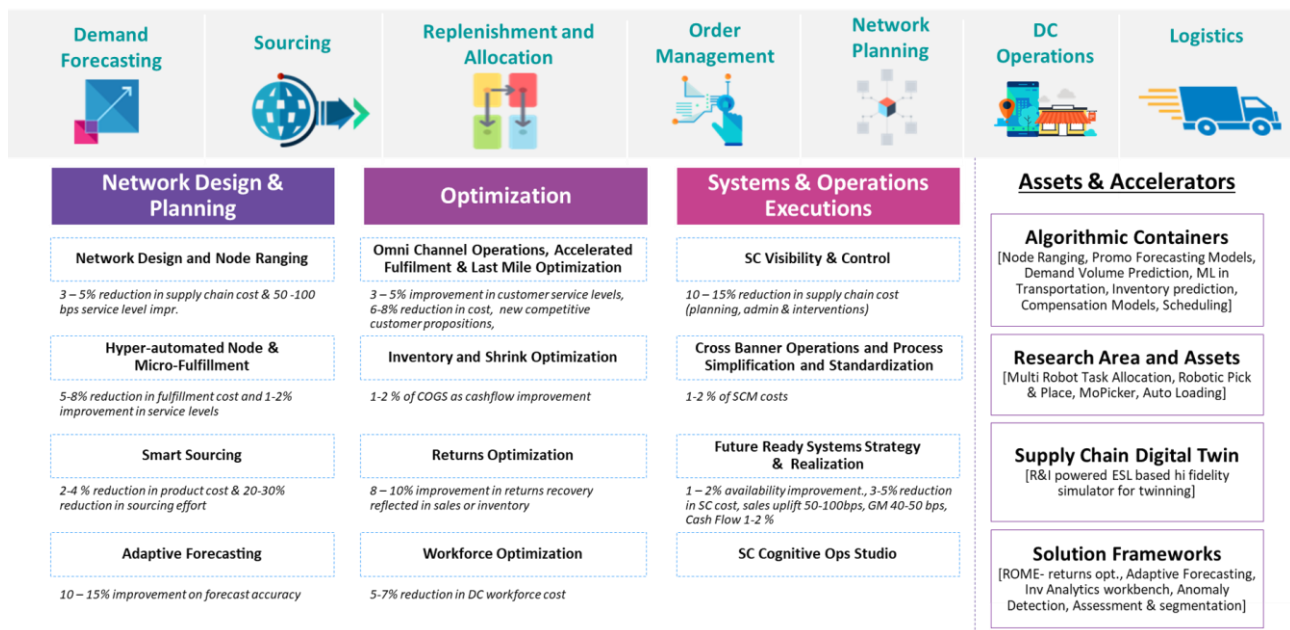 Demand
Forecasting
Sourcing
Replenishment and
Allocation
Order
Management
Network
Planning
DC
Operations
Logistics
Network Design &
Planning
Network Design and Node Ranging
3 – 5% reduction in supply chain cost & 50 -100
bps service level impr.
Hyper-automated Node &
Micro-Fulfillment
5-8% reduction in fulfillment cost and 1-2%
improvement in service levels
Smart Sourcing
2-4 % reduction in product cost & 20-30%
reduction in sourcing effort
Adaptive Forecasting
10 – 15% improvement on forecast accuracy
Optimization
Omni Channel Operations, Accelerated
Fulfilment & Last Mile Optimization
3 – 5% improvement in customer service levels,
6-8% reduction in cost, new competitive
customer propositions,
Inventory and Shrink Optimization
1-2 % of COGS as cashflow improvement
Returns Optimization
8 – 10% improvement in returns recovery
reflected in sales or inventory
Workforce Optimization
5-7% reduction in DC workforce cost
Systems & Operations
Executions
SC Visibility & Control
10 – 15% reduction in supply chain cost
(planning, admin & interventions)
Cross Banner Operations and Process
Simplification and Standardization
1-2 % of SCM costs
Future Ready Systems Strategy
& Realization
1 – 2% availability improvement., 3-5% reduction
in SC cost, sales uplift 50-100bps, GM 40-50 bps,
Cash Flow 1-2 %
SC Cognitive Ops Studio
Assets & Accelerators
Algorithmic Containers
[Node Ranging, Promo Forecasting Models,
Demand Volume Prediction, ML in
Transportation, Inventory prediction,
Compensation Models, Scheduling]
Research Area and Assets
[Multi Robot Task Allocation, Robotic Pick
& Place, MoPicker, Auto Loading]
Supply Chain Digital Twin
[R&I powered ESL based hi fidelity
simulator for twinning]
Solution Frameworks
[ROME- returns opt., Adaptive Forecasting,
Inv Analytics workbench, Anomaly
Detection, Assessment & segmentation]